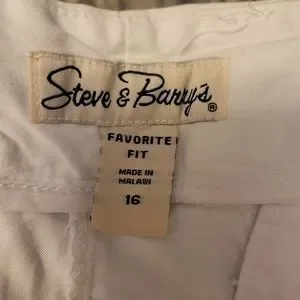 Steve & Barry's®
FAVORITE
FIT
MADE IN
MALAWI
16